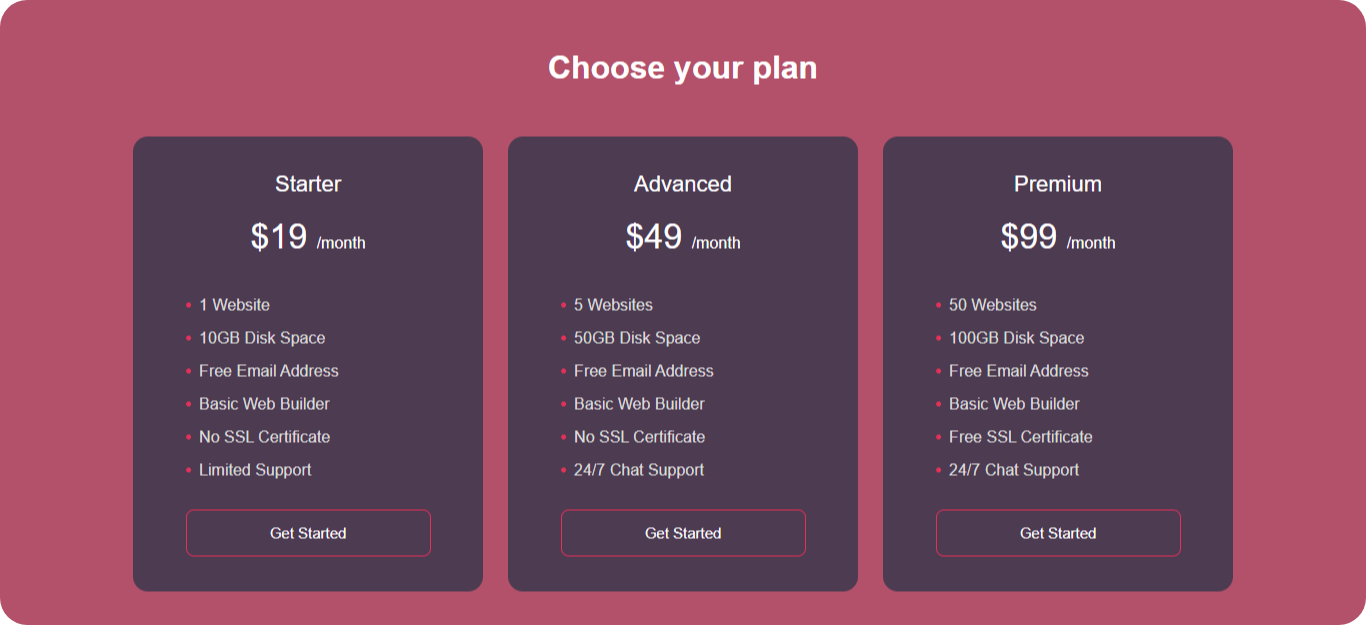 Choose your plan
Starter
$19 /month
1 Website
10GB Disk Space
Free Email Address
Basic Web Builder
No SSL Certificate
Limited Support
Get Started
Advanced
$49 /month
5 Websites
50GB Disk Space
Free Email Address
Basic Web Builder
No SSL Certificate
24/7 Chat Support
Get Started
Premium
$99 /month
50 Websites
100GB Disk Space
Free Email Address
Basic Web Builder
Free SSL Certificate
24/7 Chat Support
Get Started